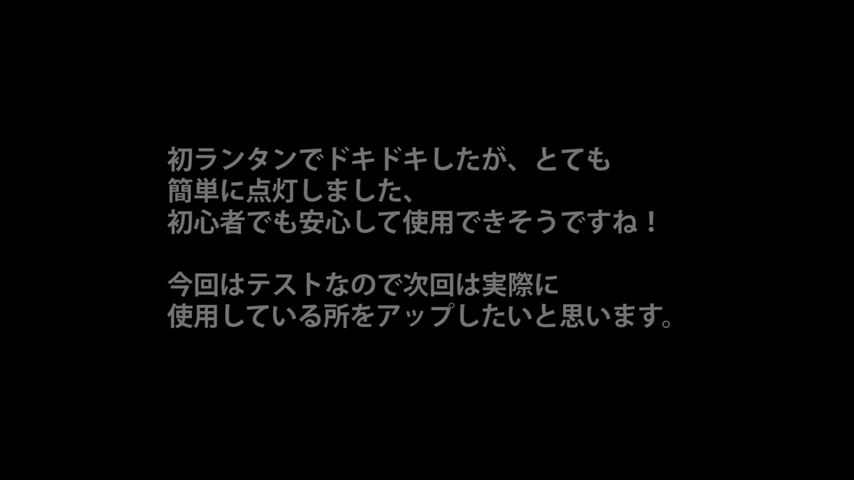 初ランタンでドキドキしたが、とても
簡単に点灯しました、
初心者でも安心して使用できそうですね！
今回はテストなので次回は実際に
使用している所をアップしたいと思います。